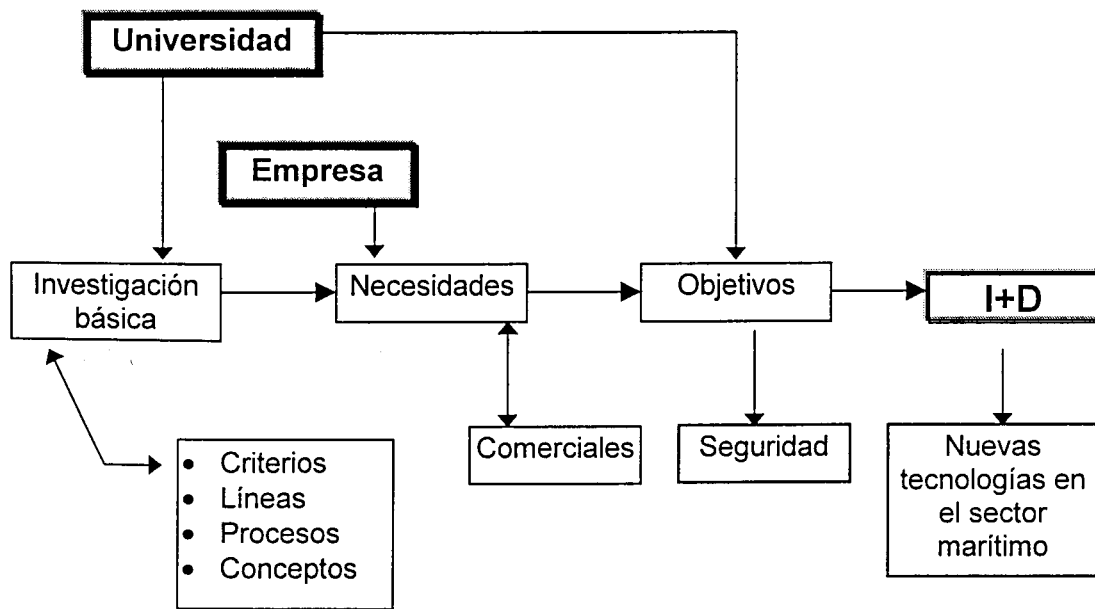 Universidad
Empresa
Investigación
básica
Necesidades
Objetivos
I+D
• Criterios
• Líneas
• Procesos
• Conceptos
Comerciales
Seguridad
Nuevas
tecnologías en
el sector
marítimo